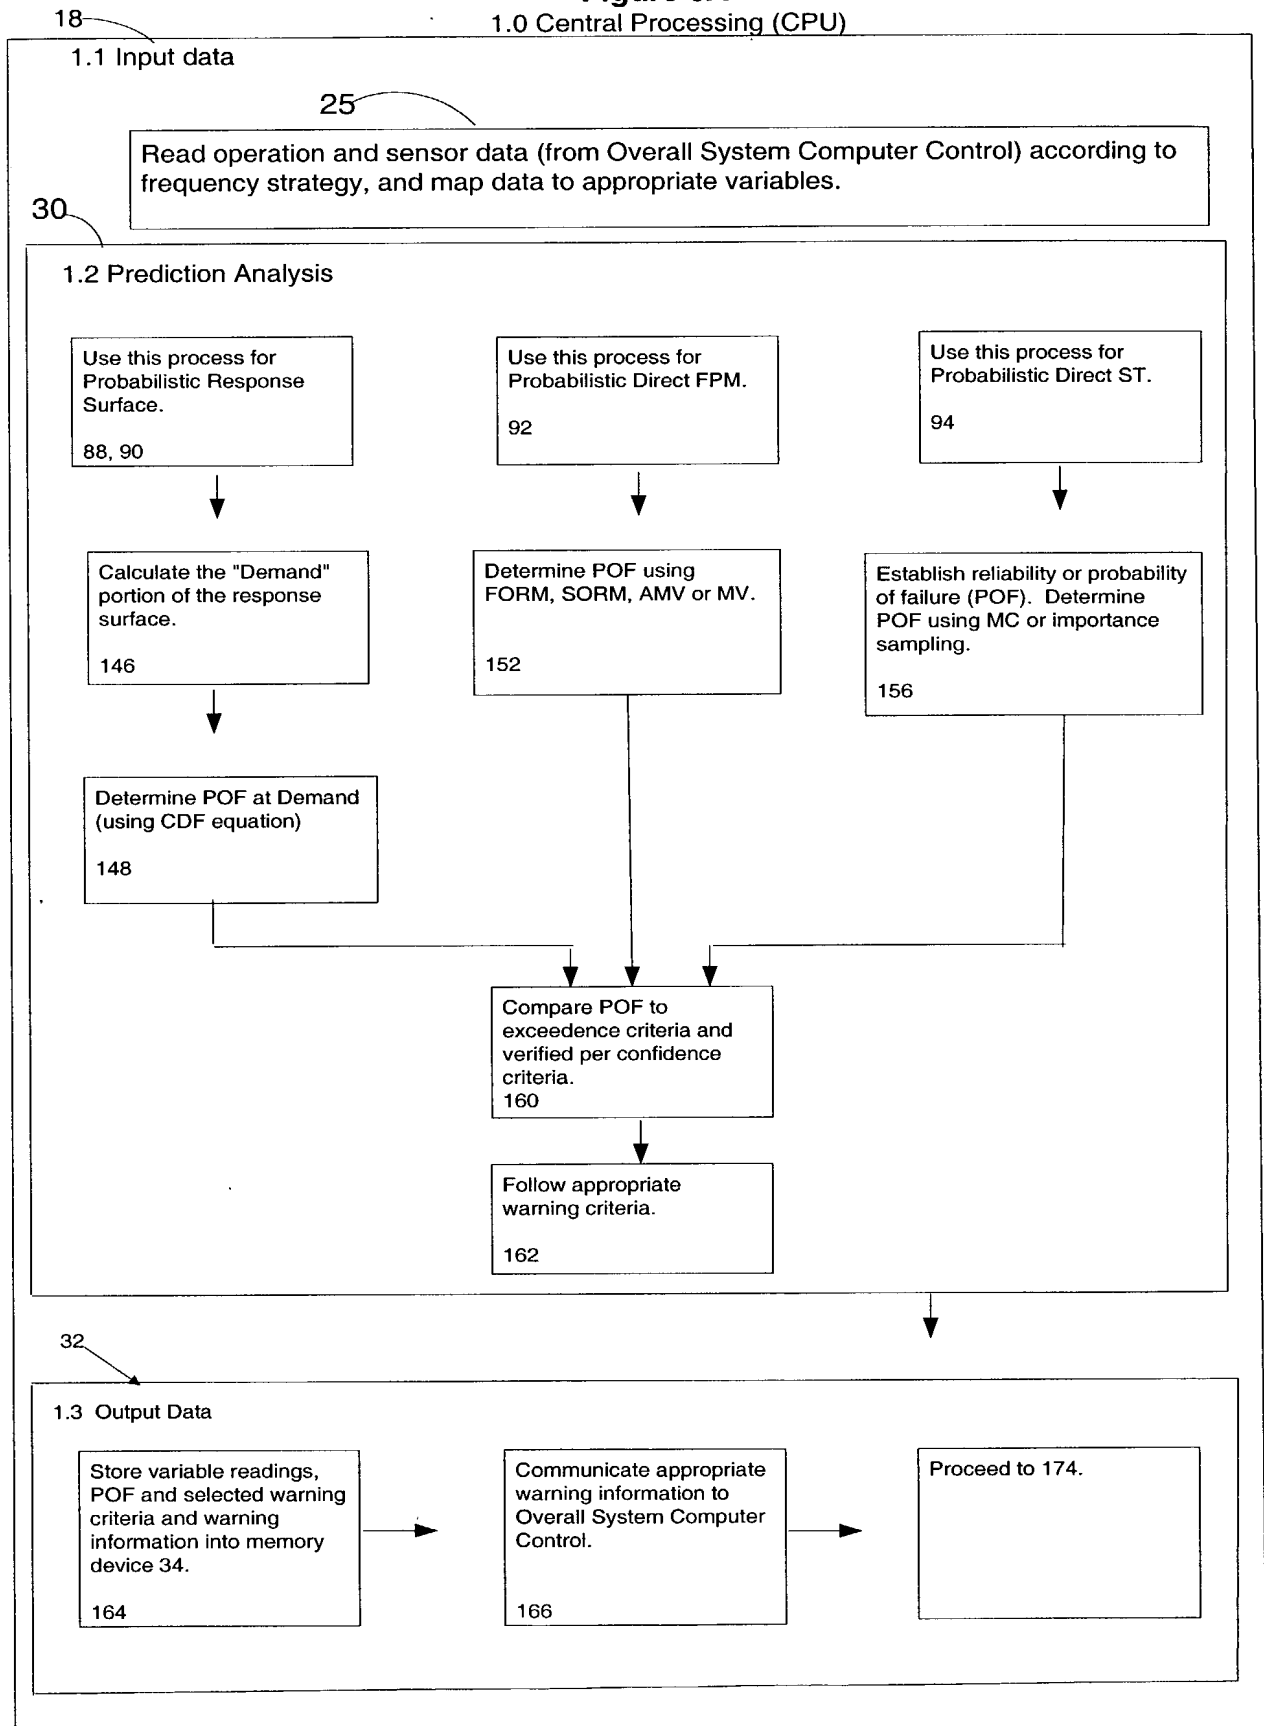 18
1.0 Central Processing (CPU)
1.1 Input data
25
Read operation and sensor data (from Overall System Computer Control) according to
frequency strategy, and map data to appropriate variables.
30
1.2 Prediction Analysis
Use this process for
Probabilistic Response
Surface.
88, 90
Use this process for
Probabilistic Direct FPM.
92
Use this process for
Probabilistic Direct ST.
94
Calculate the "Demand"
portion of the response
surface.
146
Determine POF using
FORM, SORM, AMV or MV.
152
Establish reliability or probability
of failure (POF). Determine
POF using MC or importance
sampling.
156
Determine POF at Demand
(using CDF equation)
148
Compare POF to
exceedence criteria and
verified per confidence
criteria.
160
Follow appropriate
warning criteria.
162
32
1.3 Output Data
Store variable readings,
POF and selected warning
criteria and warning
information into memory
device 34.
164
Communicate appropriate
warning information to
Overall System Computer
Control.
166
Proceed to 174.